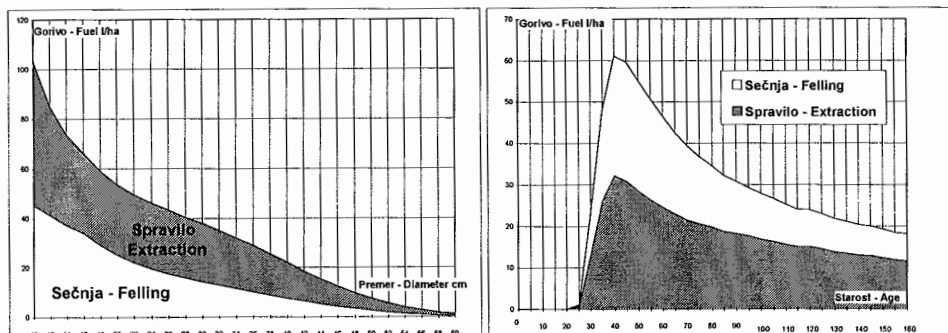 120
Gorivo - Fuel l/ha
100
80
60
40
20
0
Spravilo
Extraction
Sečnja - Felling
Premer - Diameter cm
70
Gorivo - Fuel l/ha
60
50
40
30
20
10
0
Sečnja - Felling
Spravilo - Extraction
Starost - Age
0 10 20 30 40 50 60 70 80 90 100 110 120 130 140 150 160